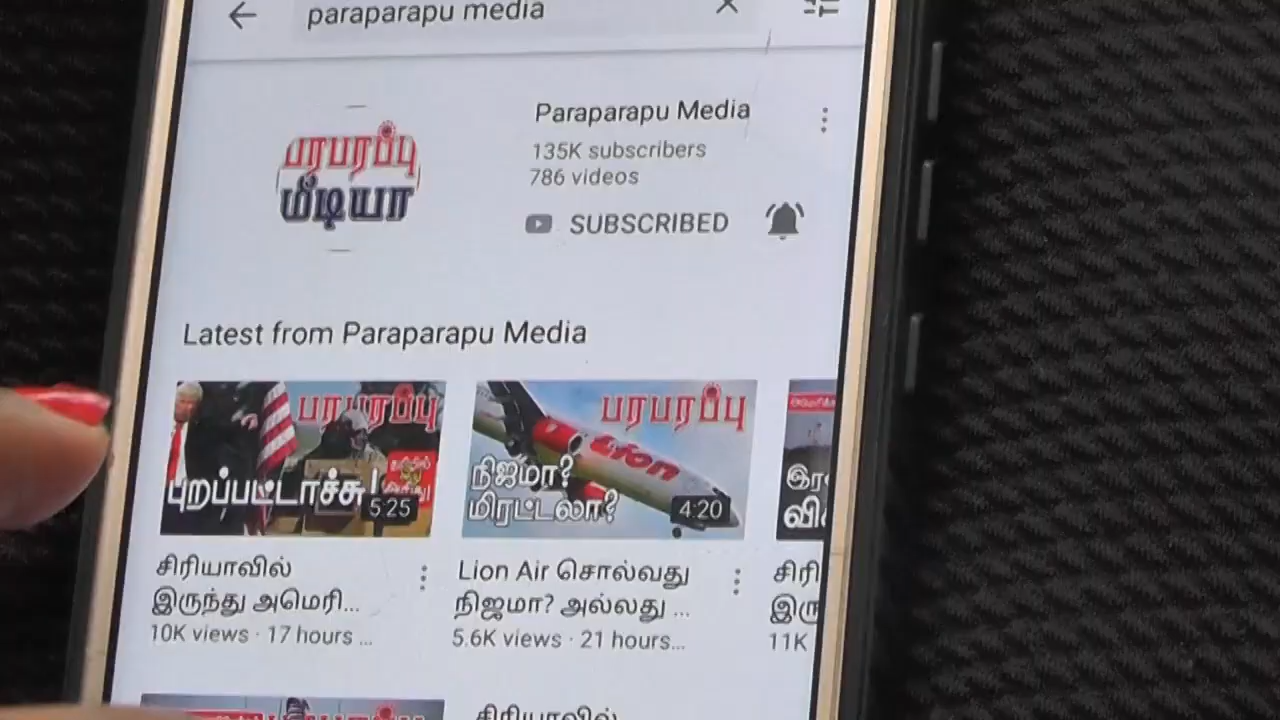 paraparapu media
பரபரப்பு
மீடியா
Paraparapu Media
135K subscribers
786 videos
SUBSCRIBED
Latest from Paraparapu Media
பரபரப்பு
புறப்பட்டாச்சு!
5:25
பரபரப்பு
Lion
நிஜமா?
மிரட்டலா?
4:20
சிரியாவில்
இருந்து அமெரி...
10K views · 17 hours ...
Lion Air சொல்வது
நிஜமா? அல்லது ...
5.6K views · 21 hours...
சிரி
இரு
11K
சிரியாவில்